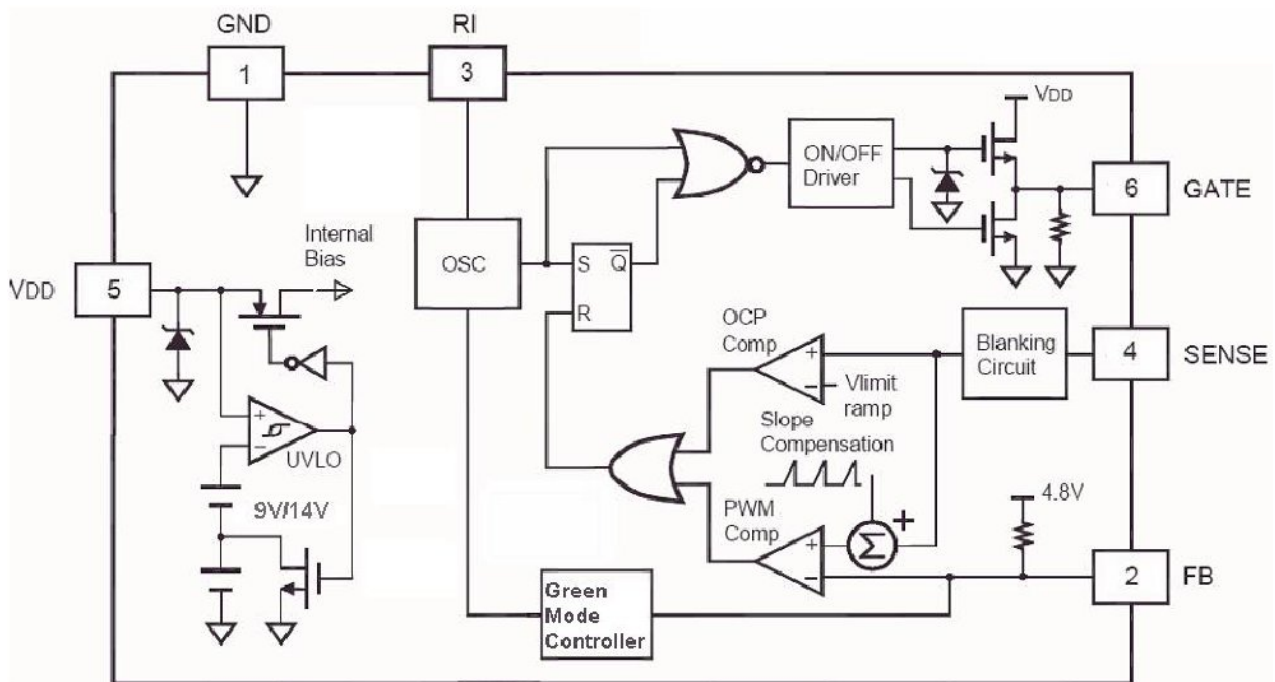 GND
RI
1
3
VDD
ON/OFF
Driver
6
GATE
Internal
Bias
OSC
S
Q
R
VDD
5
OCP
Comp
+
−
Vlimit
ramp
Blanking
Circuit
4
SENSE
Slope
Compensation
+
−
UVLO
9V/14V
4.8V
PWM
Comp
+
−
Σ
+
2
FB
Green
Mode
Controller